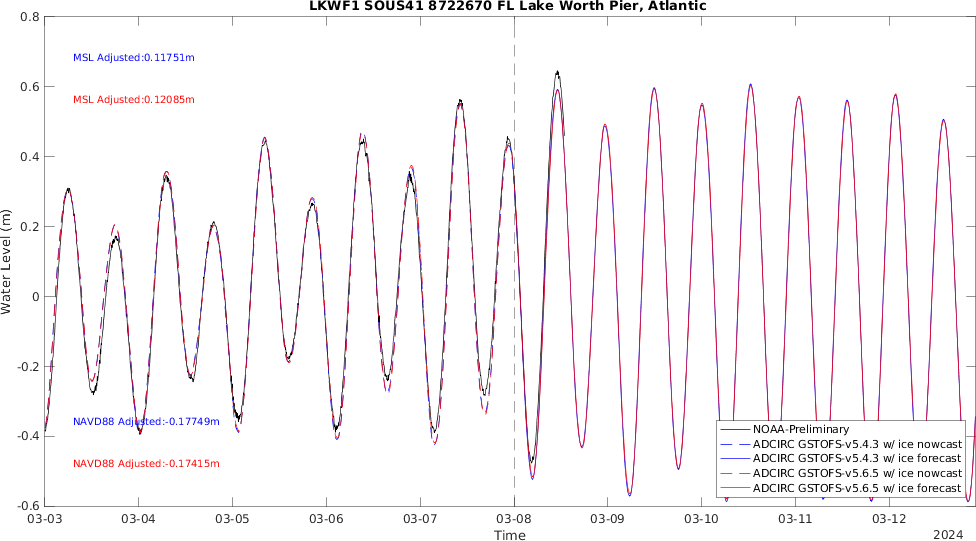 LKWF1 SOUS41 8722670 FL Lake Worth Pier, Atlantic
0.8
0.6
0.4
0.2
0
-0.2
-0.4
-0.6
Water Level (m)
MSL Adjusted:0.11751m
MSL Adjusted:0.12085m
NAVD88 Adjusted:-0.17749m
NAVD88 Adjusted:-0.17415m
NOAA-Preliminary
ADCIRC GSTOFS-v5.4.3 w/ ice nowcast
ADCIRC GSTOFS-v5.4.3 w/ ice forecast
ADCIRC GSTOFS-v5.6.5 w/ ice nowcast
ADCIRC GSTOFS-v5.6.5 w/ ice forecast
03-03 03-04 03-05 03-06 03-07 03-08 03-09 03-10 03-11 03-12
Time
2024